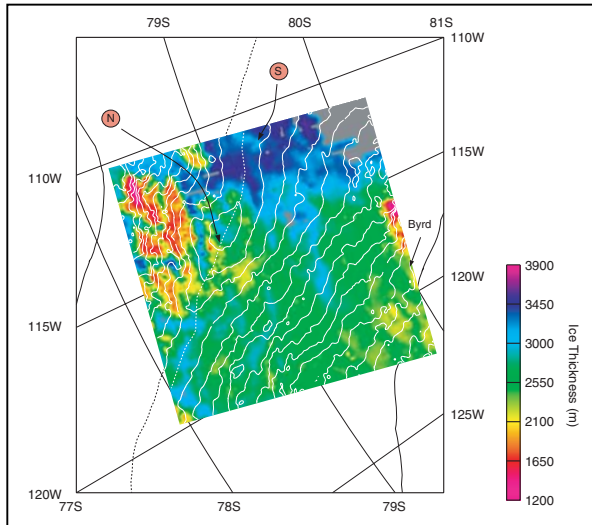 79S 80S 81S
110W
S
N
115W
110W
Byrd
120W
3900
3450
3000
2550
2100
1650
1200
Ice Thickness (m)
115W
125W
120W
77S 78S 79S